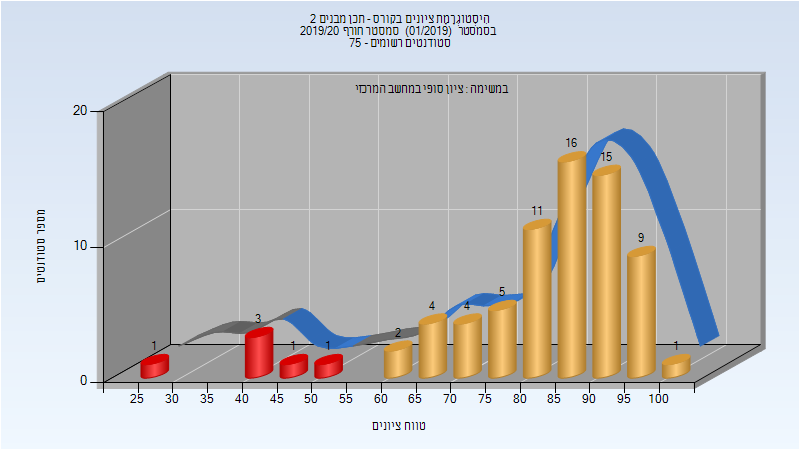 היסטוגרמת ציונים בקורס - תכן מבנים 2
בסמסטר (01/2019) סמסטר חורף 2019/20
סטודנטים רשומים - 75
במשימה : ציון סופי במחשב המרכזי
מספר סטודנטים
20
10
0
1
3
1
1
2
4
4
5
11
16
15
9
1
25 30 35 40 45 50 55 60 65 70 75 80 85 90 95 100
טווח ציונים